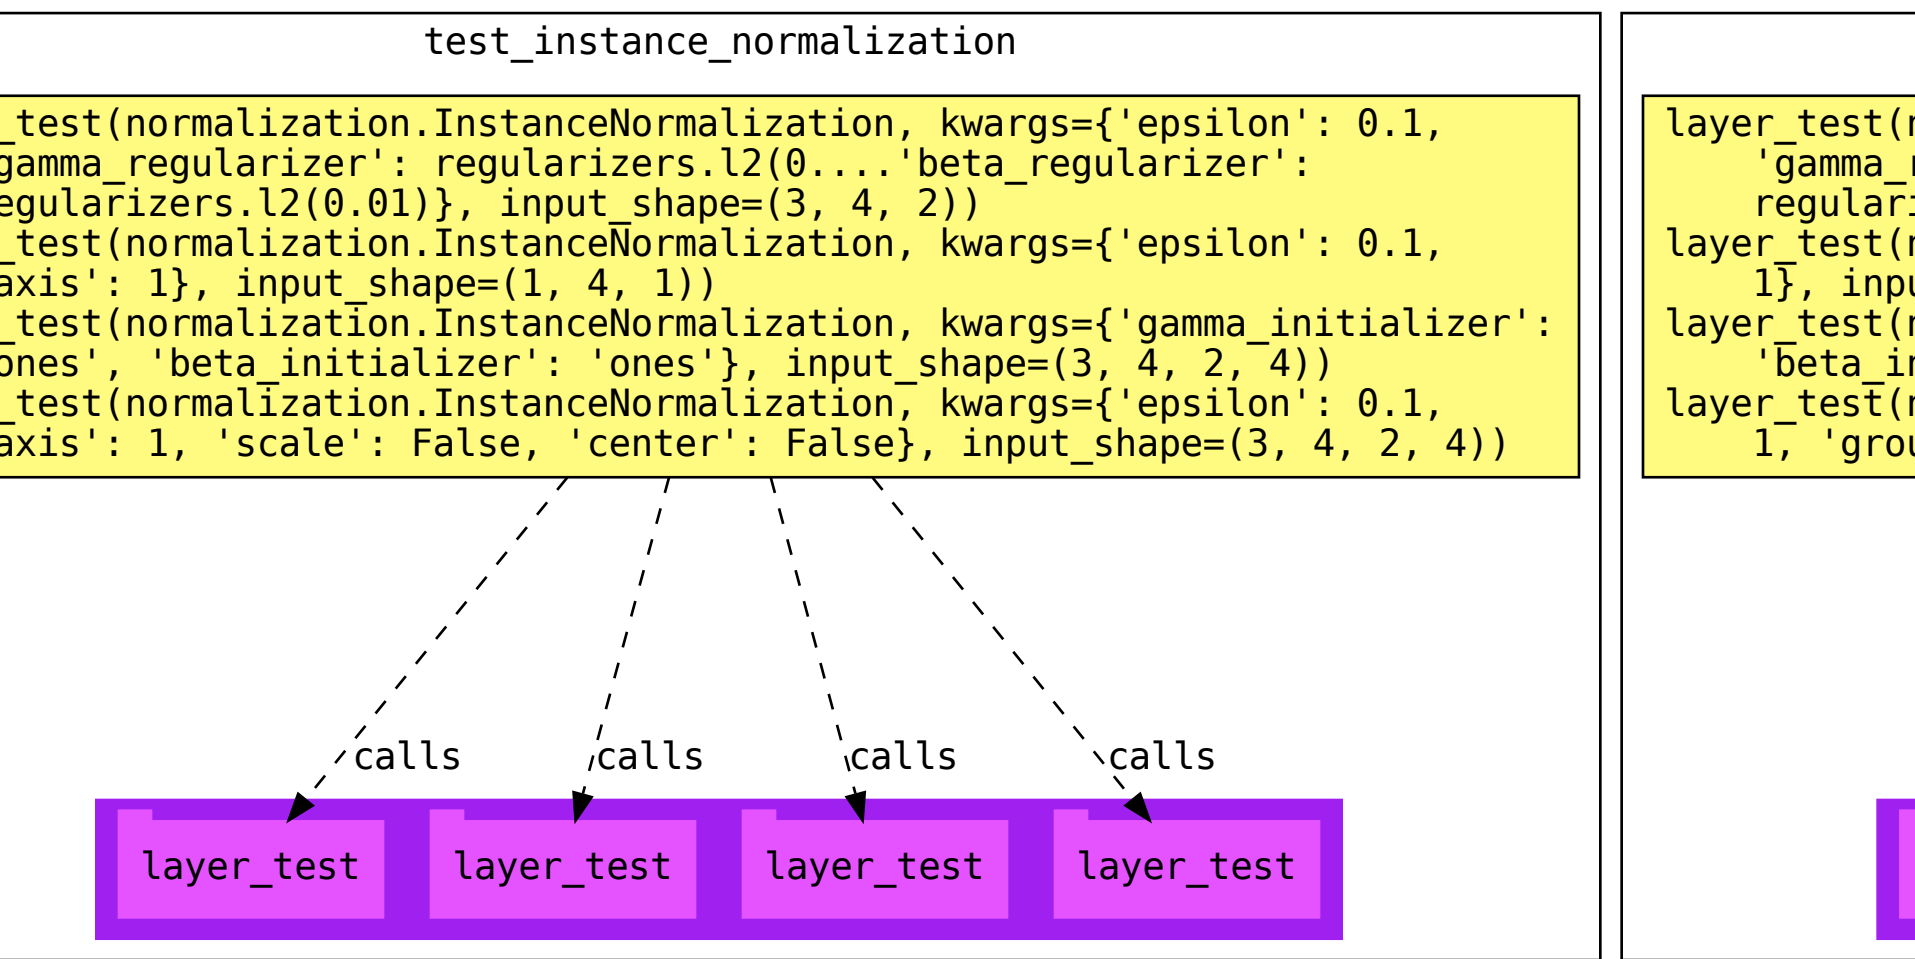 test_instance_normalization
_test(normalization.InstanceNormalization, kwargs={'epsilon': 0.1,
gamma_regularizer': regularizers.l2(0....'beta_regularizer':
egularizers.l2(0.01)}, input_shape=(3, 4, 2))
_test(normalization.InstanceNormalization, kwargs={'epsilon': 0.1,
axis': 1}, input_shape=(1, 4, 1))
_test(normalization.InstanceNormalization, kwargs={'gamma_initializer':
ones', 'beta_initializer': 'ones'}, input_shape=(3, 4, 2, 4))
_test(normalization.InstanceNormalization, kwargs={'epsilon': 0.1,
axis': 1, 'scale': False, 'center': False}, input_shape=(3, 4, 2, 4))
calls calls calls calls
layer_test layer_test layer_test layer_test
layer_test(n
'gamma_r
regulari
layer_test(n
1}, inpu
layer_test(n
'beta_in
layer_test(n
1, 'grou